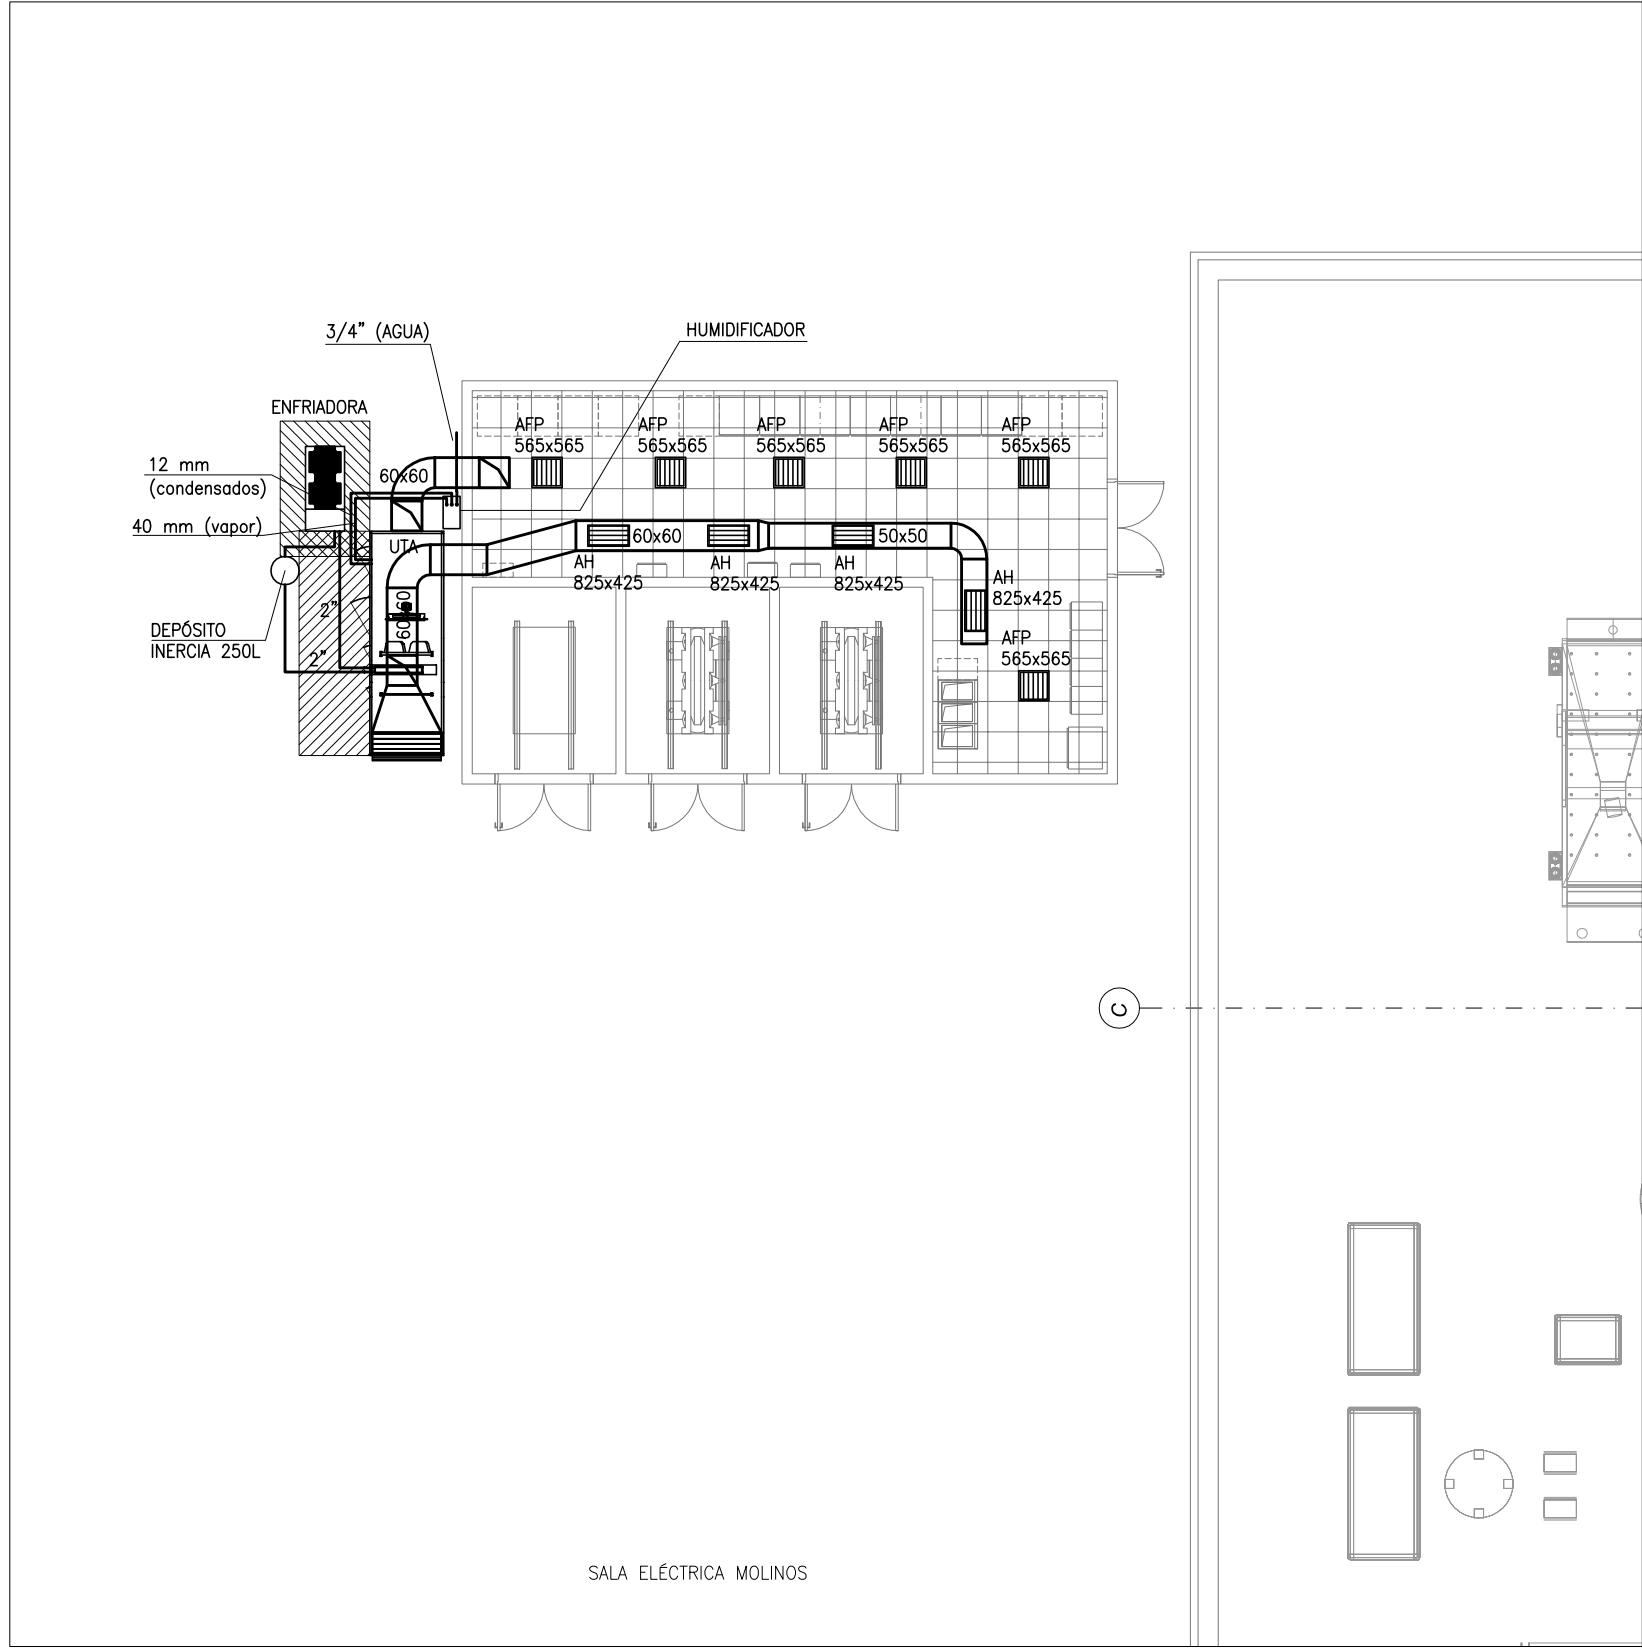 3/4" (AGUA)
HUMIDIFICADOR
ENFRIADORA
AFP
565x565
AFP
565x565
AFP
565x565
AFP
565x565
AFP
565x565
12 mm
(condensados)
60x60
40 mm (vapor)
UTA
60x60
50x50
AH
825x425
AH
825x425
AH
825x425
AH
825x425
60x60
2"
DEPÓSITO
INERCIA 250L
2"
AFP
565x565
C
SALA ELÉCTRICA MOLINOS